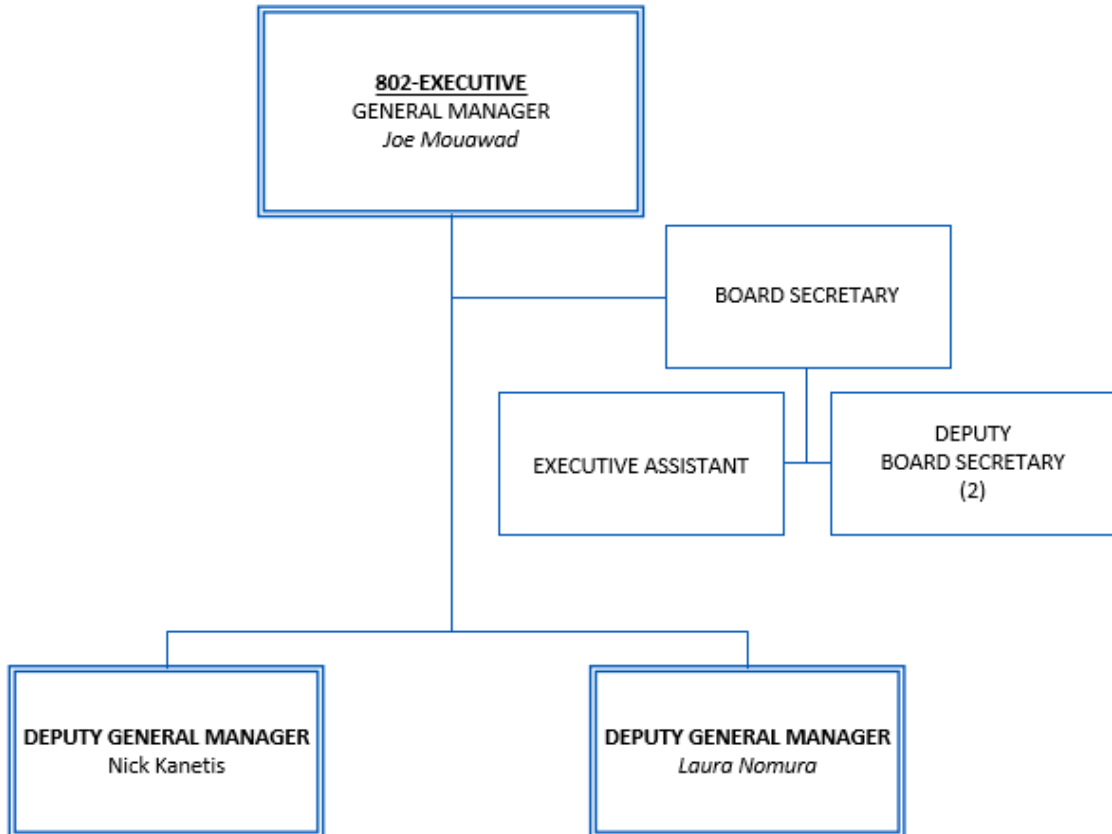 802-EXECUTIVE
GENERAL MANAGER
Joe Mouawad
BOARD SECRETARY
EXECUTIVE ASSISTANT
DEPUTY
BOARD SECRETARY
(2)
DEPUTY GENERAL MANAGER
Nick Kanetis
DEPUTY GENERAL MANAGER
Laura Nomura